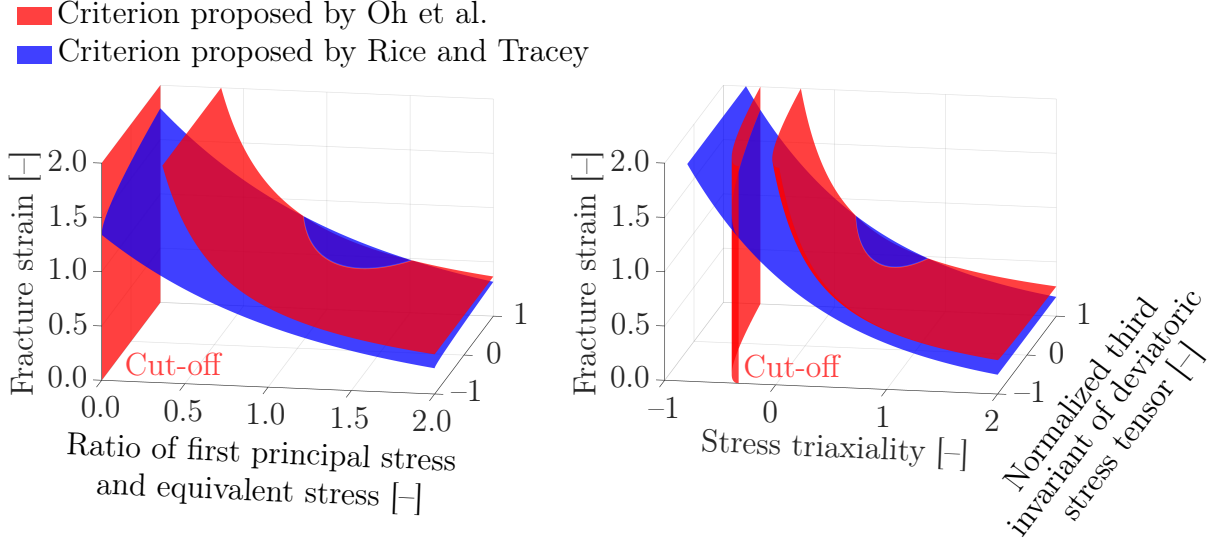 Criterion proposed by Oh et al.
Criterion proposed by Rice and Tracey
Fracture strain [–]
2.0
1.5
1.0
0.5
0.0
Cut-off
0.0
0.5
1.0
1.5
2.0
−1
0
1
Ratio of first principal stress
and equivalent stress [–]
Fracture strain [–]
2.0
1.5
1.0
0.5
0.0
Cut-off
−1
0
1
2
−1
0
1
Stress triaxiality [–]
Normalized third
invariant of deviatoric
stress tensor [–]